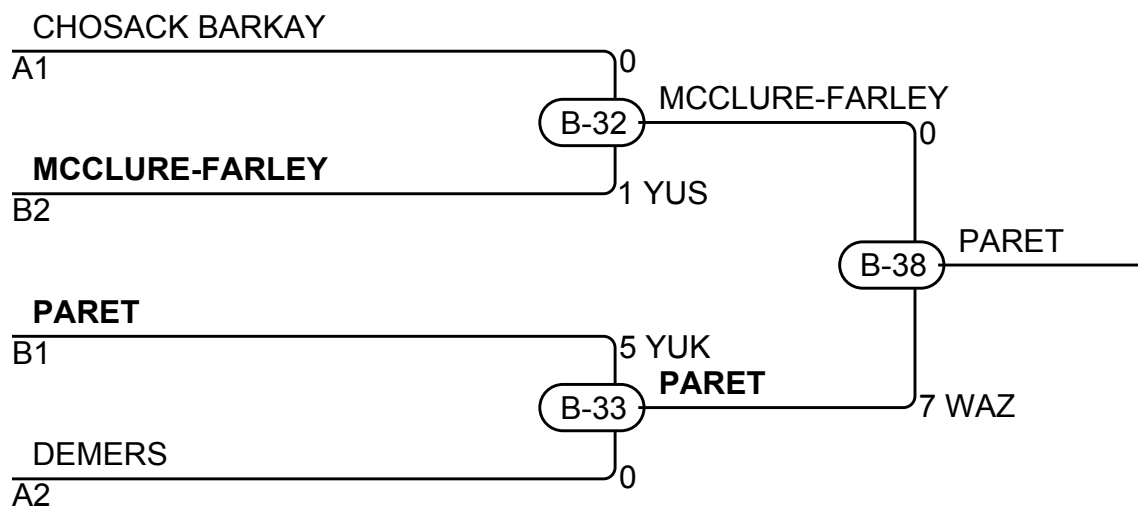 CHOSACK BARKAY
A1
0
B-32
MCCLURE-FARLEY
0
MCCLURE-FARLEY
B2
1 YUS
B-38
PARET
PARET
B1
5 YUK
PARET
B-33
7 WAZ
DEMERS
A2
0